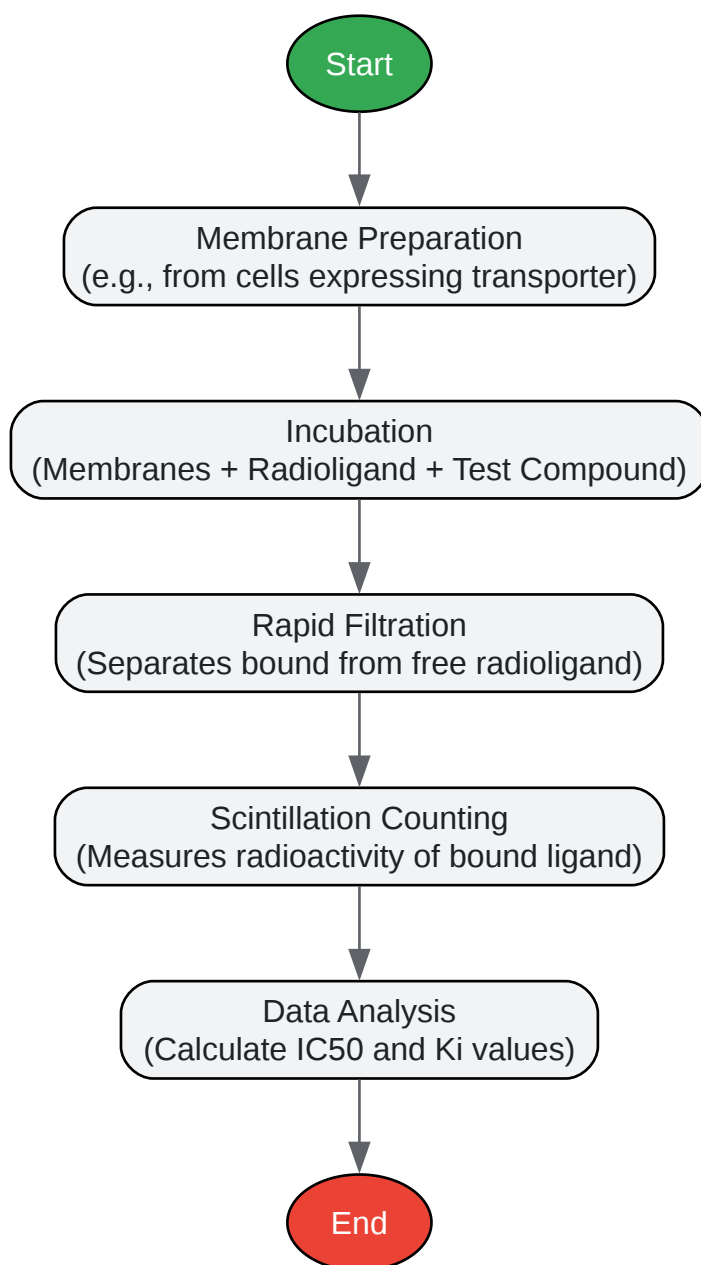 Start
Membrane Preparation
(e.g., from cells expressing transporter)
Incubation
(Membranes + Radioligand + Test Compound)
Rapid Filtration
(Separates bound from free radioligand)
Scintillation Counting
(Measures radioactivity of bound ligand)
Data Analysis
(Calculate IC50 and Ki values)
End